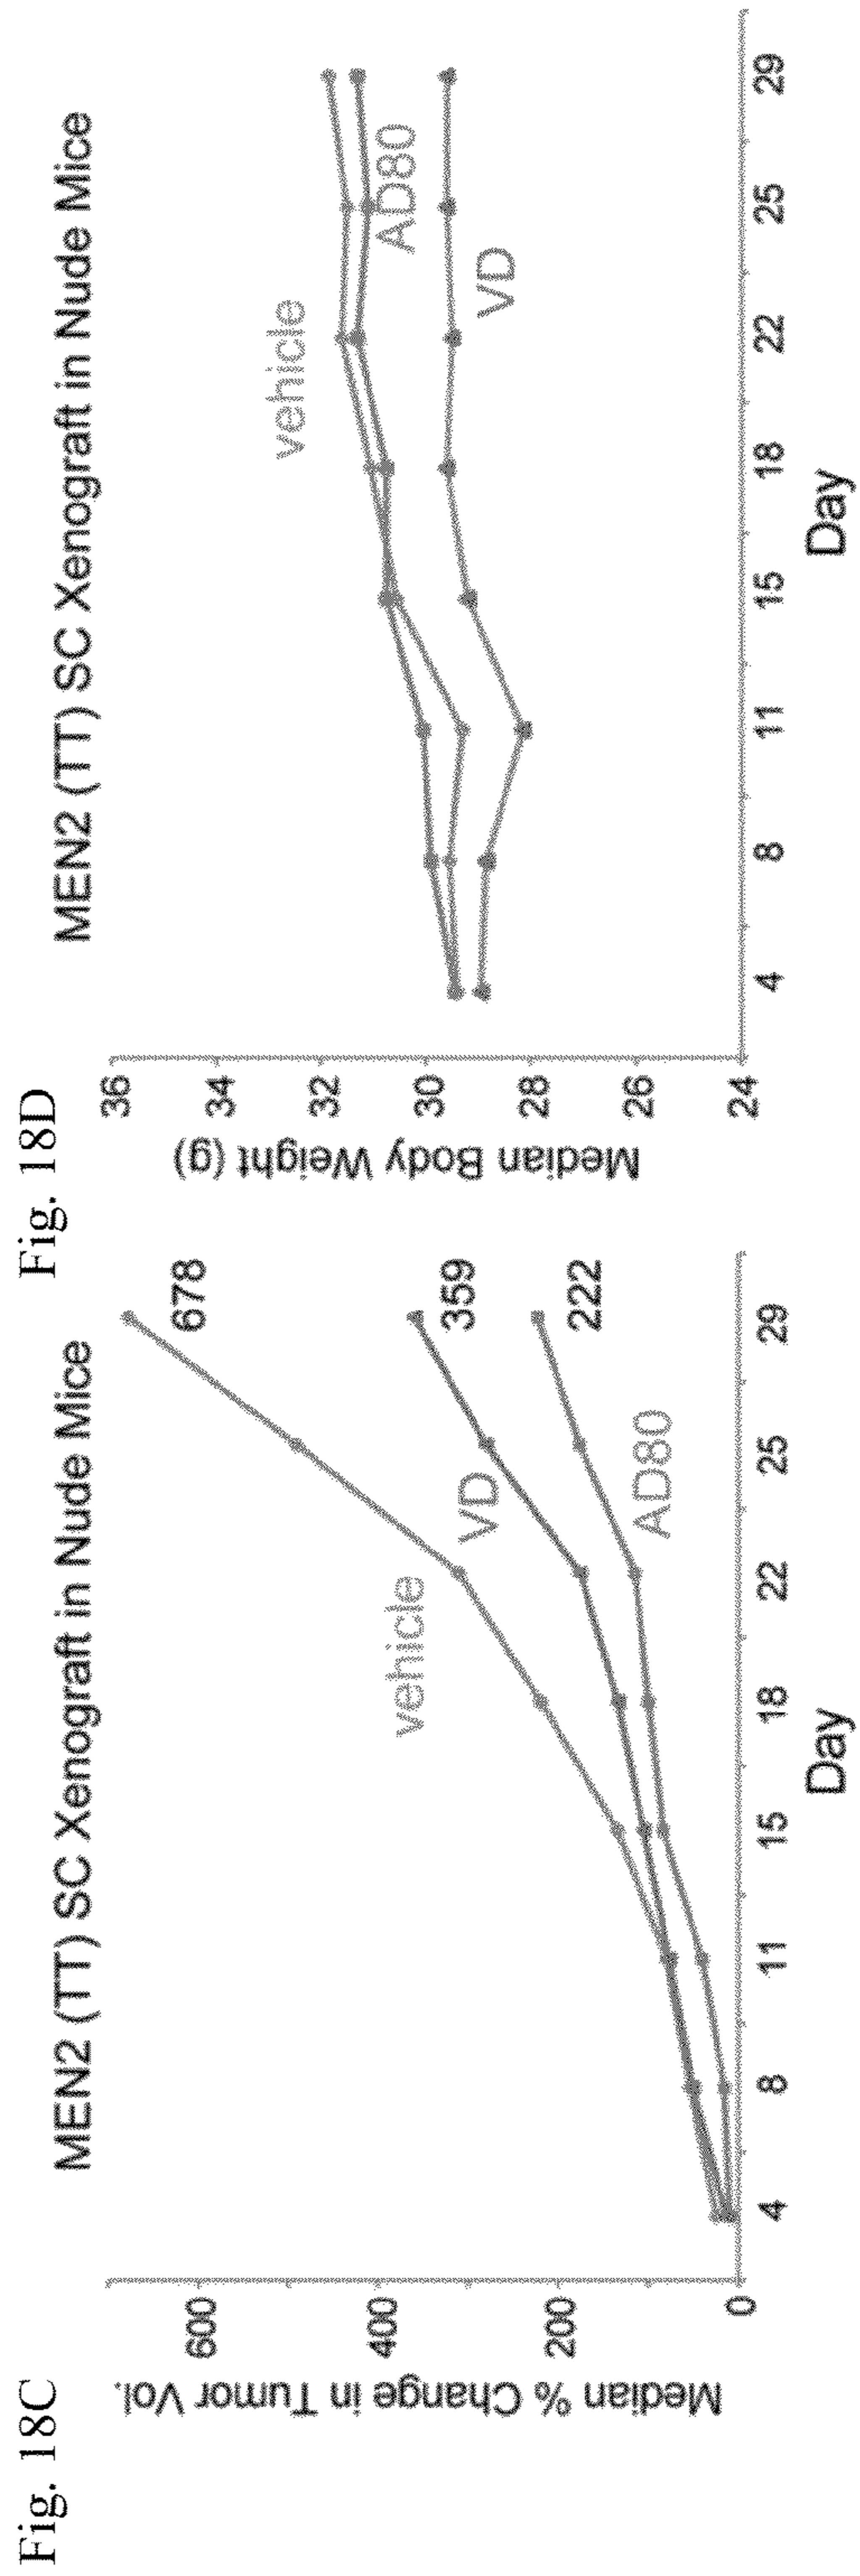 Fig. 18C
MEN2 (TT) SC Xenograft in Nude Mice
Median % Change in Tumor Vol.
600
400
200
0
678
359
222
vehicle
VD
AD80
4 8 11 15 18 22 25 29
Day
Fig. 18D
MEN2 (TT) SC Xenograft in Nude Mice
Median Body Weight (g)
36
34
32
30
28
26
24
vehicle
AD80
VD
4 8 11 15 18 22 25 29
Day